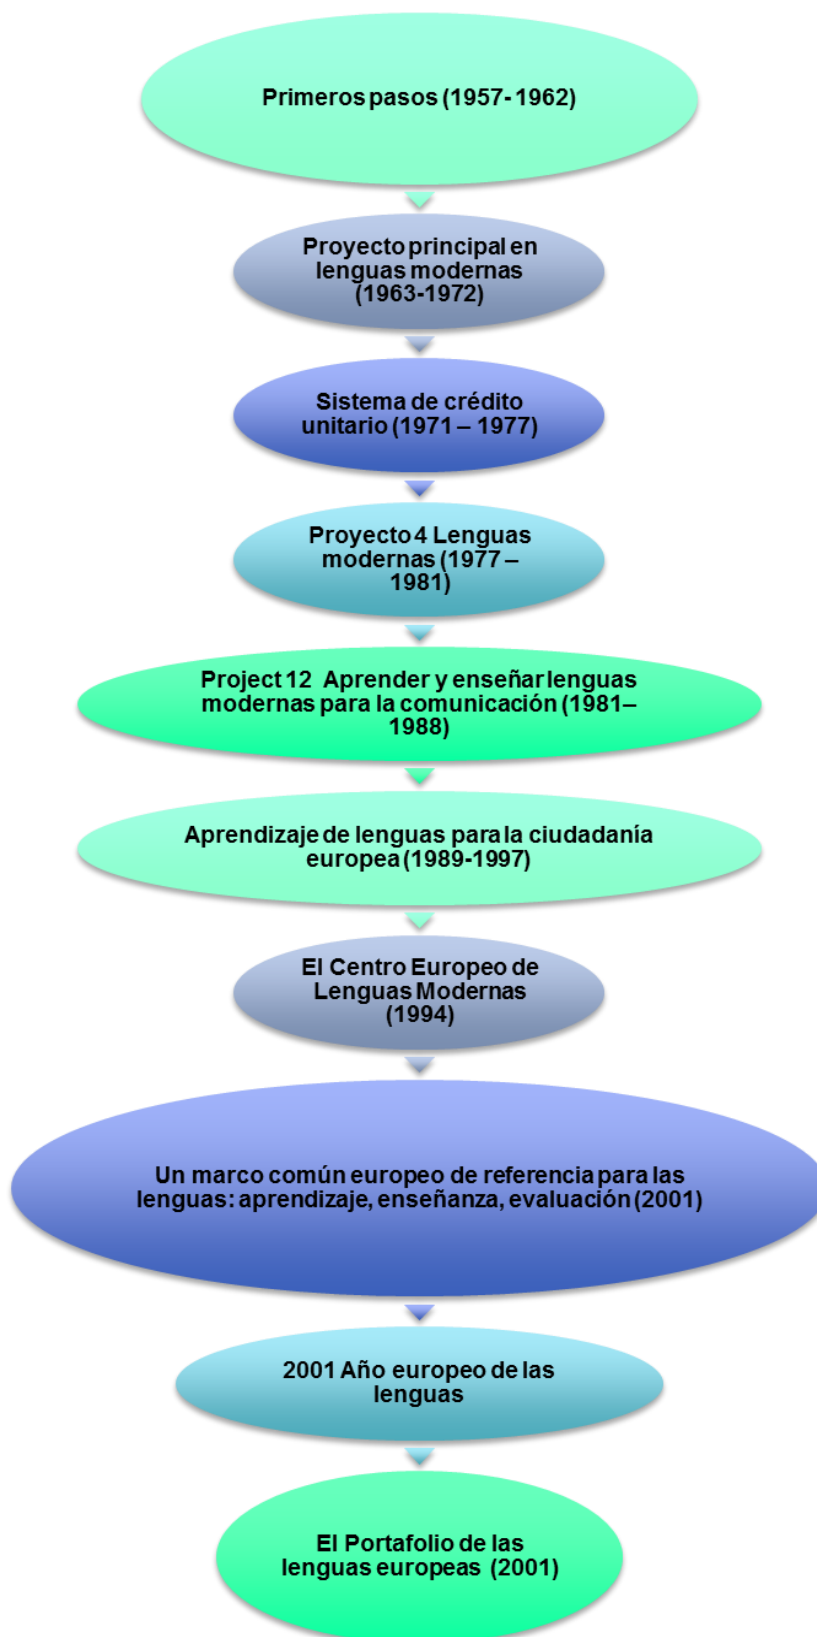 Primeros pasos (1957- 1962)
Proyecto principal en
lenguas modernas
(1963-1972)
Sistema de crédito
unitario (1971 – 1977)
Proyecto 4 Lenguas
modernas (1977 –
1981)
Project 12 Aprender y enseñar lenguas
modernas para la comunicación (1981–
1988)
Aprendizaje de lenguas para la ciudadanía
europea (1989-1997)
El Centro Europeo de
Lenguas Modernas
(1994)
Un marco común europeo de referencia para las
lenguas: aprendizaje, enseñanza, evaluación (2001)
2001 Año europeo de las
lenguas
El Portafolio de las
lenguas europeas (2001)